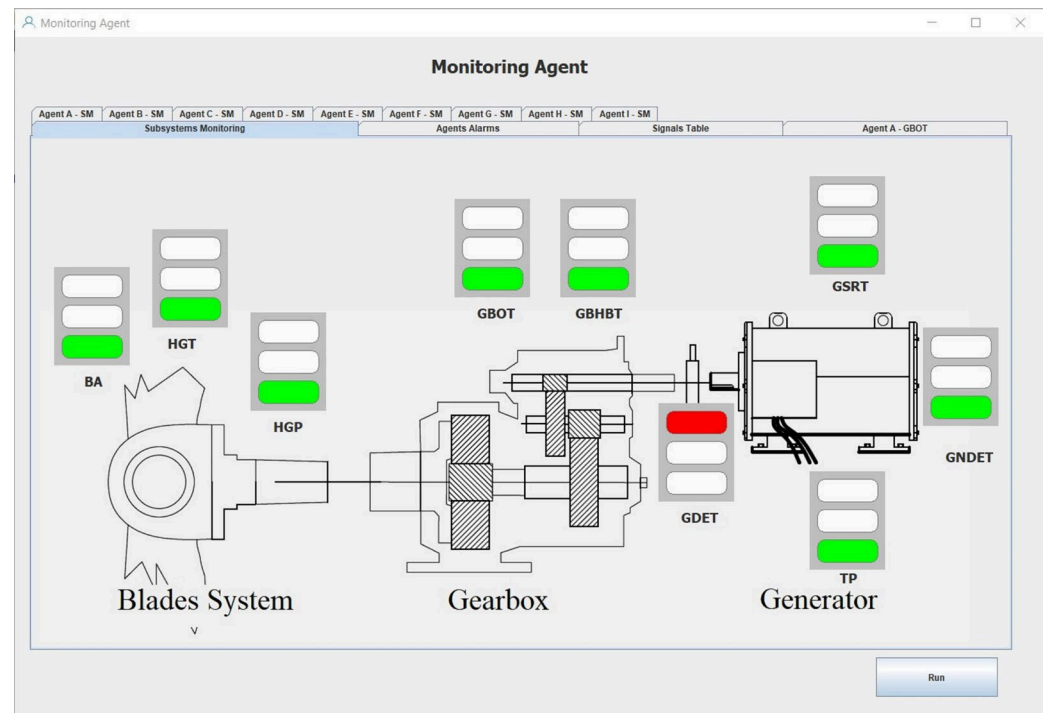 Monitoring Agent
Monitoring Agent
Agent A - SM Agent B - SM Agent C - SM Agent D - SM Agent E - SM Agent F - SM Agent G - SM Agent H - SM Agent I - SM
Subsystems Monitoring Agents Alarms Signals Table Agent A - GBOT
GSRT
GBOT GBHBT
HGT
BA
HGP
GNDET
GDET
TP
Blades System Gearbox Generator
Run